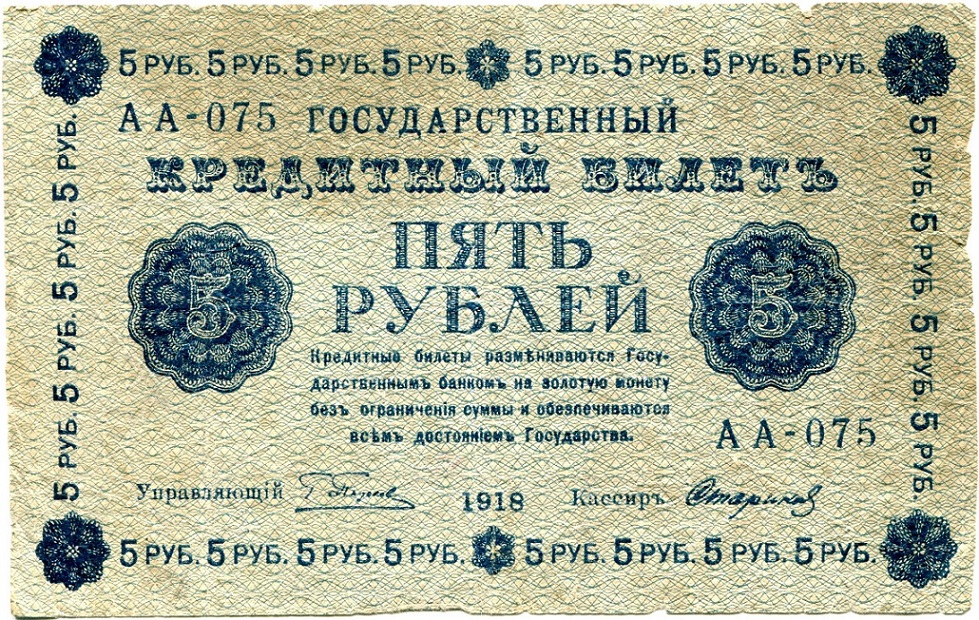 5 РУБ. 5 РУБ. 5 РУБ. 5 РУБ. 5 РУБ. 5 РУБ. 5 РУБ. 5 РУБ.
АА-075 ГОСУДАРСТВЕННЫЙ
КРЕДИТНЫЙ БИЛЕТЪ
ПЯТЬ
РУБЛЕЙ
5
5
Кредитные билеты размѣниваются Госу-
дарственнымъ банкомъ на золотую монету
безъ ограниченія суммы и обезпечиваются
всѣмъ достояніемъ Государства.
АА-075
Управляющій
1918
Кассиръ Стариков
5 РУБ. 5 РУБ. 5 РУБ. 5 РУБ. 5 РУБ. 5 РУБ. 5 РУБ. 5 РУБ.
5 РУБ. 5 РУБ. 5 РУБ. 5 РУБ.
5 РУБ. 5 РУБ. 5 РУБ. 5 РУБ.